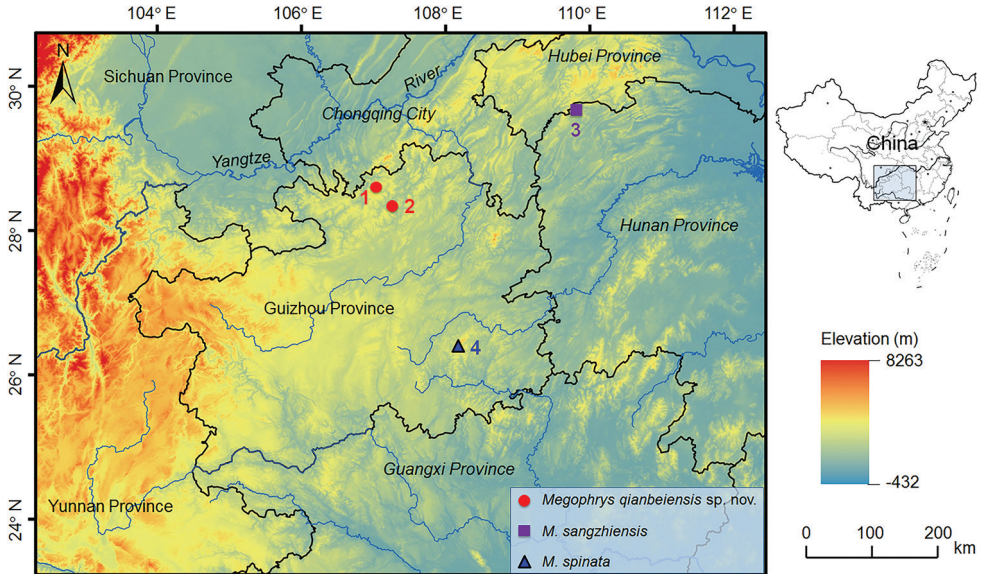 104° E
106° E
108° E
110° E
112° E
30° N
28° N
26° N
24° N
N
Sichuan Province
Hubei Province
River
Chongqing City
Yangtze
3
1
2
Hunan Province
Guizhou Province
4
Guangxi Province
Yunnan Province
Megophrys qianbeiensis sp. nov.
M. sangzhiensis
M. spinata
China
Elevation (m)
8263
-432
0 100 200
km